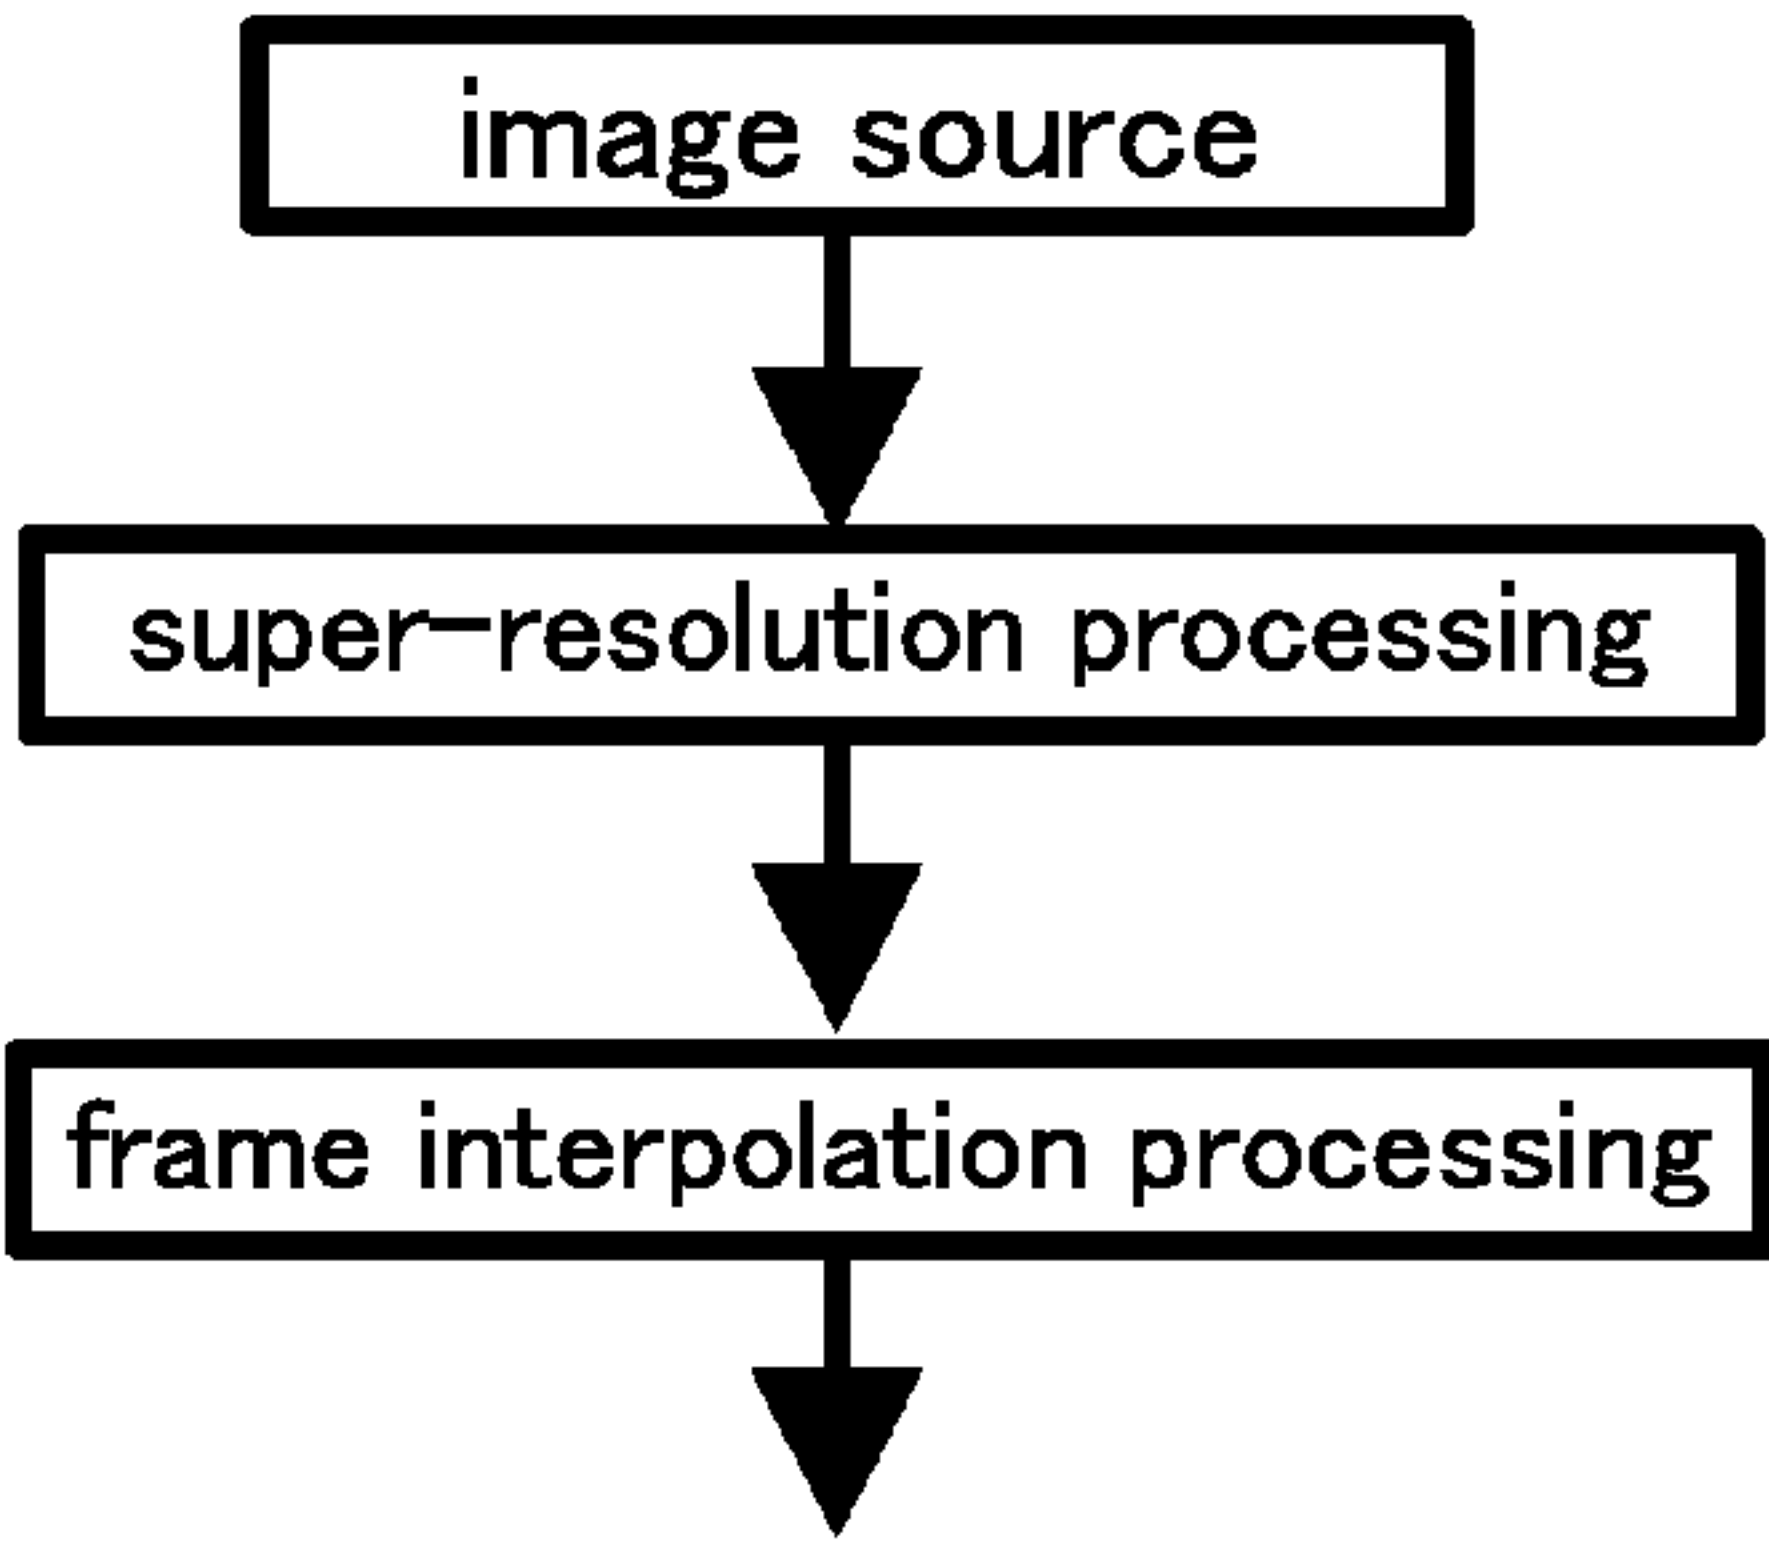 image source
super-resolution processing
frame interpolation processing